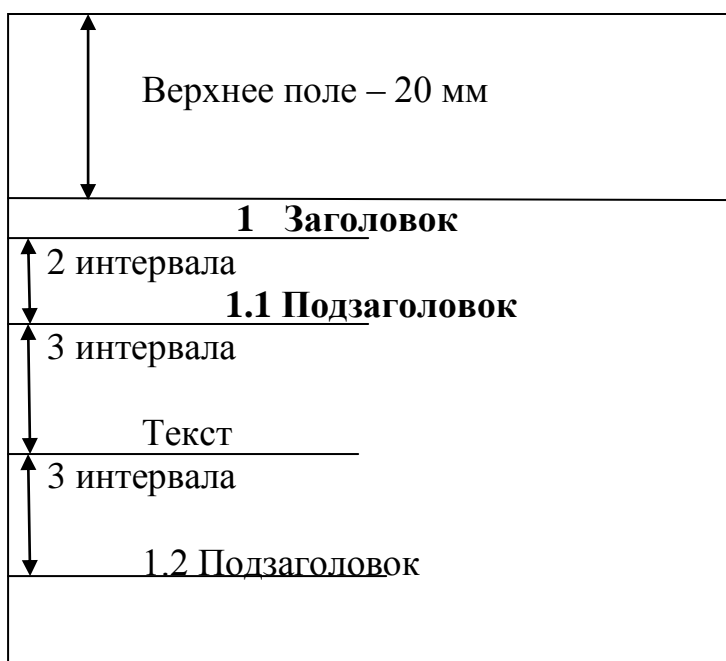 Верхнее поле – 20 мм
1 Заголовок
2 интервала
1.1 Подзаголовок
3 интервала
Текст
3 интервала
1.2 Подзаголовок